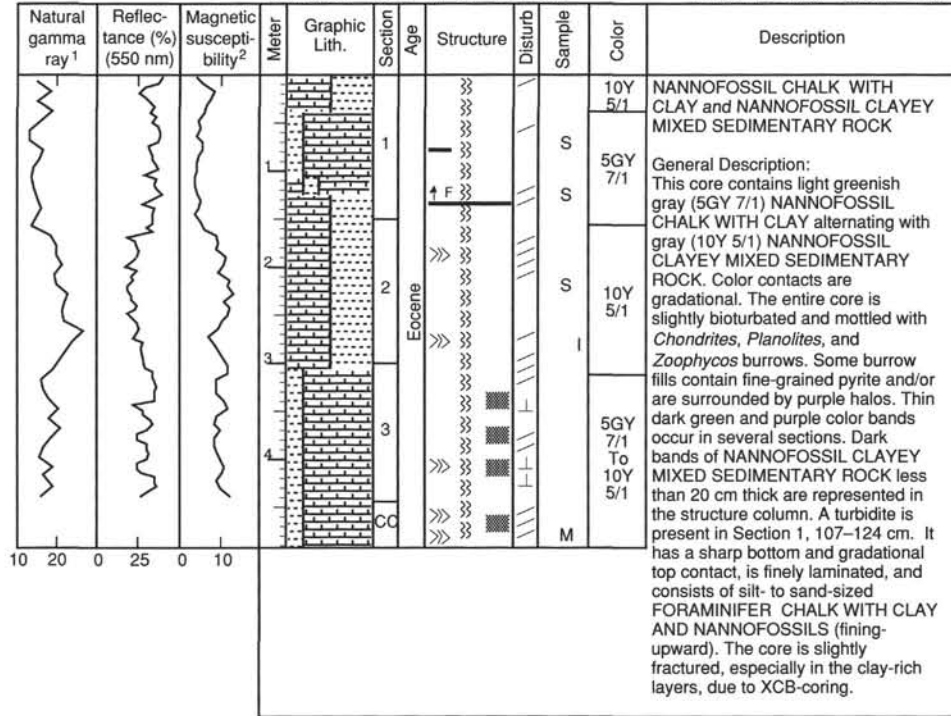 Natural
gamma
ray1
Reflec-
tance (%)
(550 nm)
Magnetic
suscepti-
bility2
Meter
Graphic
Lith.
Section
Age
Structure
Disturb
Sample
Color
Description
1
2
3
4
1
2
3
CC
Eocene
F
S
S
S
I
M
10Y
5/1
5GY
7/1
10Y
5/1
5GY
7/1
To
10Y
5/1
10 20 0 25 0 10
NANNOFOSSIL CHALK WITH
CLAY and NANNOFOSSIL CLAYEY
MIXED SEDIMENTARY ROCK
General Description:
This core contains light greenish
gray (5GY 7/1) NANNOFOSSIL
CHALK WITH CLAY alternating with
gray (10Y 5/1) NANNOFOSSIL
CLAYEY MIXED SEDIMENTARY
ROCK. Color contacts are
gradational. The entire core is
slightly bioturbated and mottled with
Chondrites, Planolites, and
Zoophycos burrows. Some burrow
fills contain fine-grained pyrite and/or
are surrounded by purple halos. Thin
dark green and purple color bands
occur in several sections. Dark
bands of NANNOFOSSIL CLAYEY
MIXED SEDIMENTARY ROCK less
than 20 cm thick are represented in
the structure column. A turbidite is
present in Section 1, 107–124 cm. It
has a sharp bottom and gradational
top contact, is finely laminated, and
consists of silt- to sand-sized
FORAMINIFER CHALK WITH CLAY
AND NANNOFOSSILS (fining-
upward). The core is slightly
fractured, especially in the clay-rich
layers, due to XCB-coring.